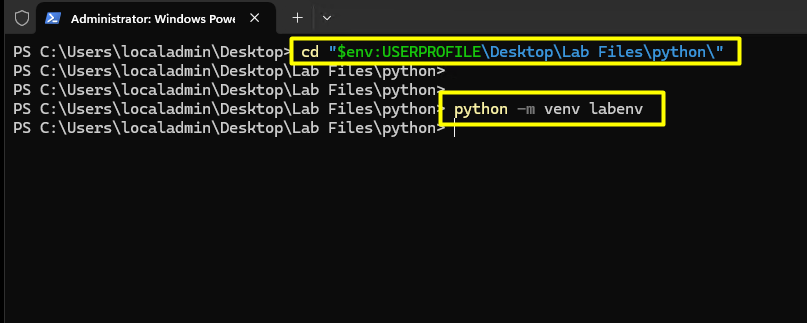 Administrator: Windows Powe
PS C:\Users\localadmin\Desktop> cd "$env:USERPROFILE\Desktop\Lab Files\python\"
PS C:\Users\localadmin\Desktop\Lab Files\python>
PS C:\Users\localadmin\Desktop\Lab Files\python>
PS C:\Users\localadmin\Desktop\Lab Files\python> python -m venv labenv
PS C:\Users\localadmin\Desktop\Lab Files\python>